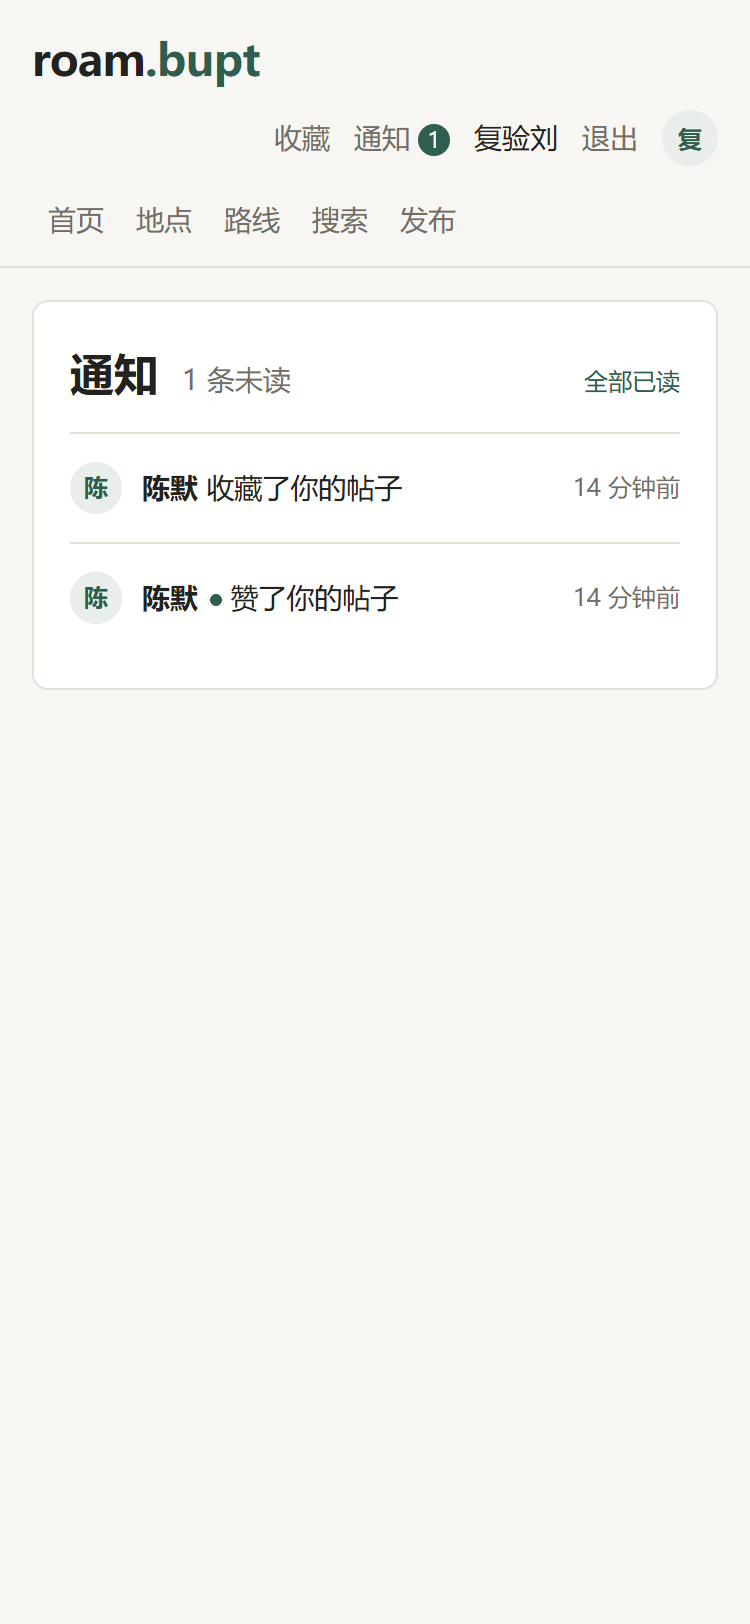 roam.bupt
收藏 通知 1 复验刘 退出 复
首页 地点 路线 搜索 发布
通知 1 条未读 全部已读
陈 陈默 收藏了你的帖子 14 分钟前
陈 陈默 赞了你的帖子 14 分钟前